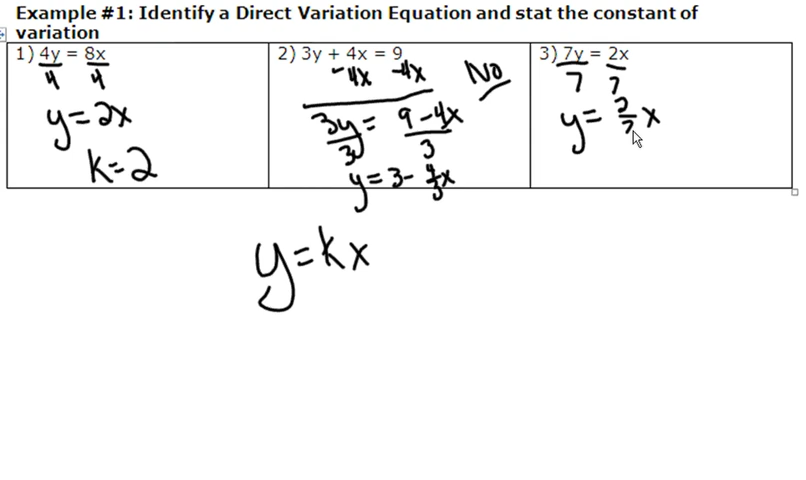 Example #1: Identify a Direct Variation Equation and stat the constant of
variation
1) 4y = 8x
4 4
y = 2x
k = 2
2) 3y + 4x = 9
-4x -4x No
3y = 9 - 4x
3 3
y = 3 - 4/3x
3) 7y = 2x
7 7
y = 2/7 x
y = kx